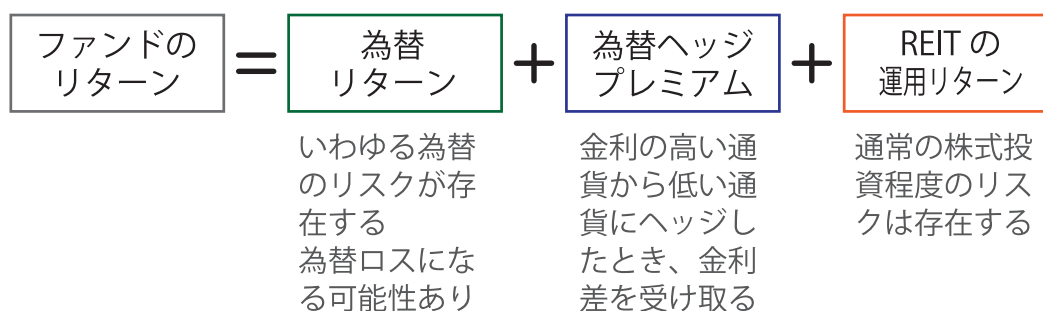 ファンドの
リターン
=
為替
リターン
+
為替ヘッジ
プレミアム
+
REITの
運用リターン
いわゆる為替
のリスクが存
在する
為替ロスにな
る可能性あり
金利の高い通
貨から低い通
貨にヘッジし
たとき、金利
差を受け取る
通常の株式投
資程度のリス
クは存在する